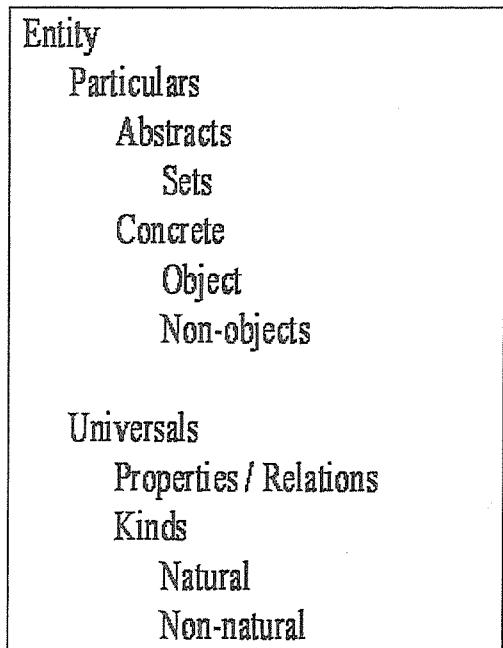 Entity
Particulars
Abstracts
Sets
Concrete
Object
Non-objects
Universals
Properties / Relations
Kinds
Natural
Non-natural